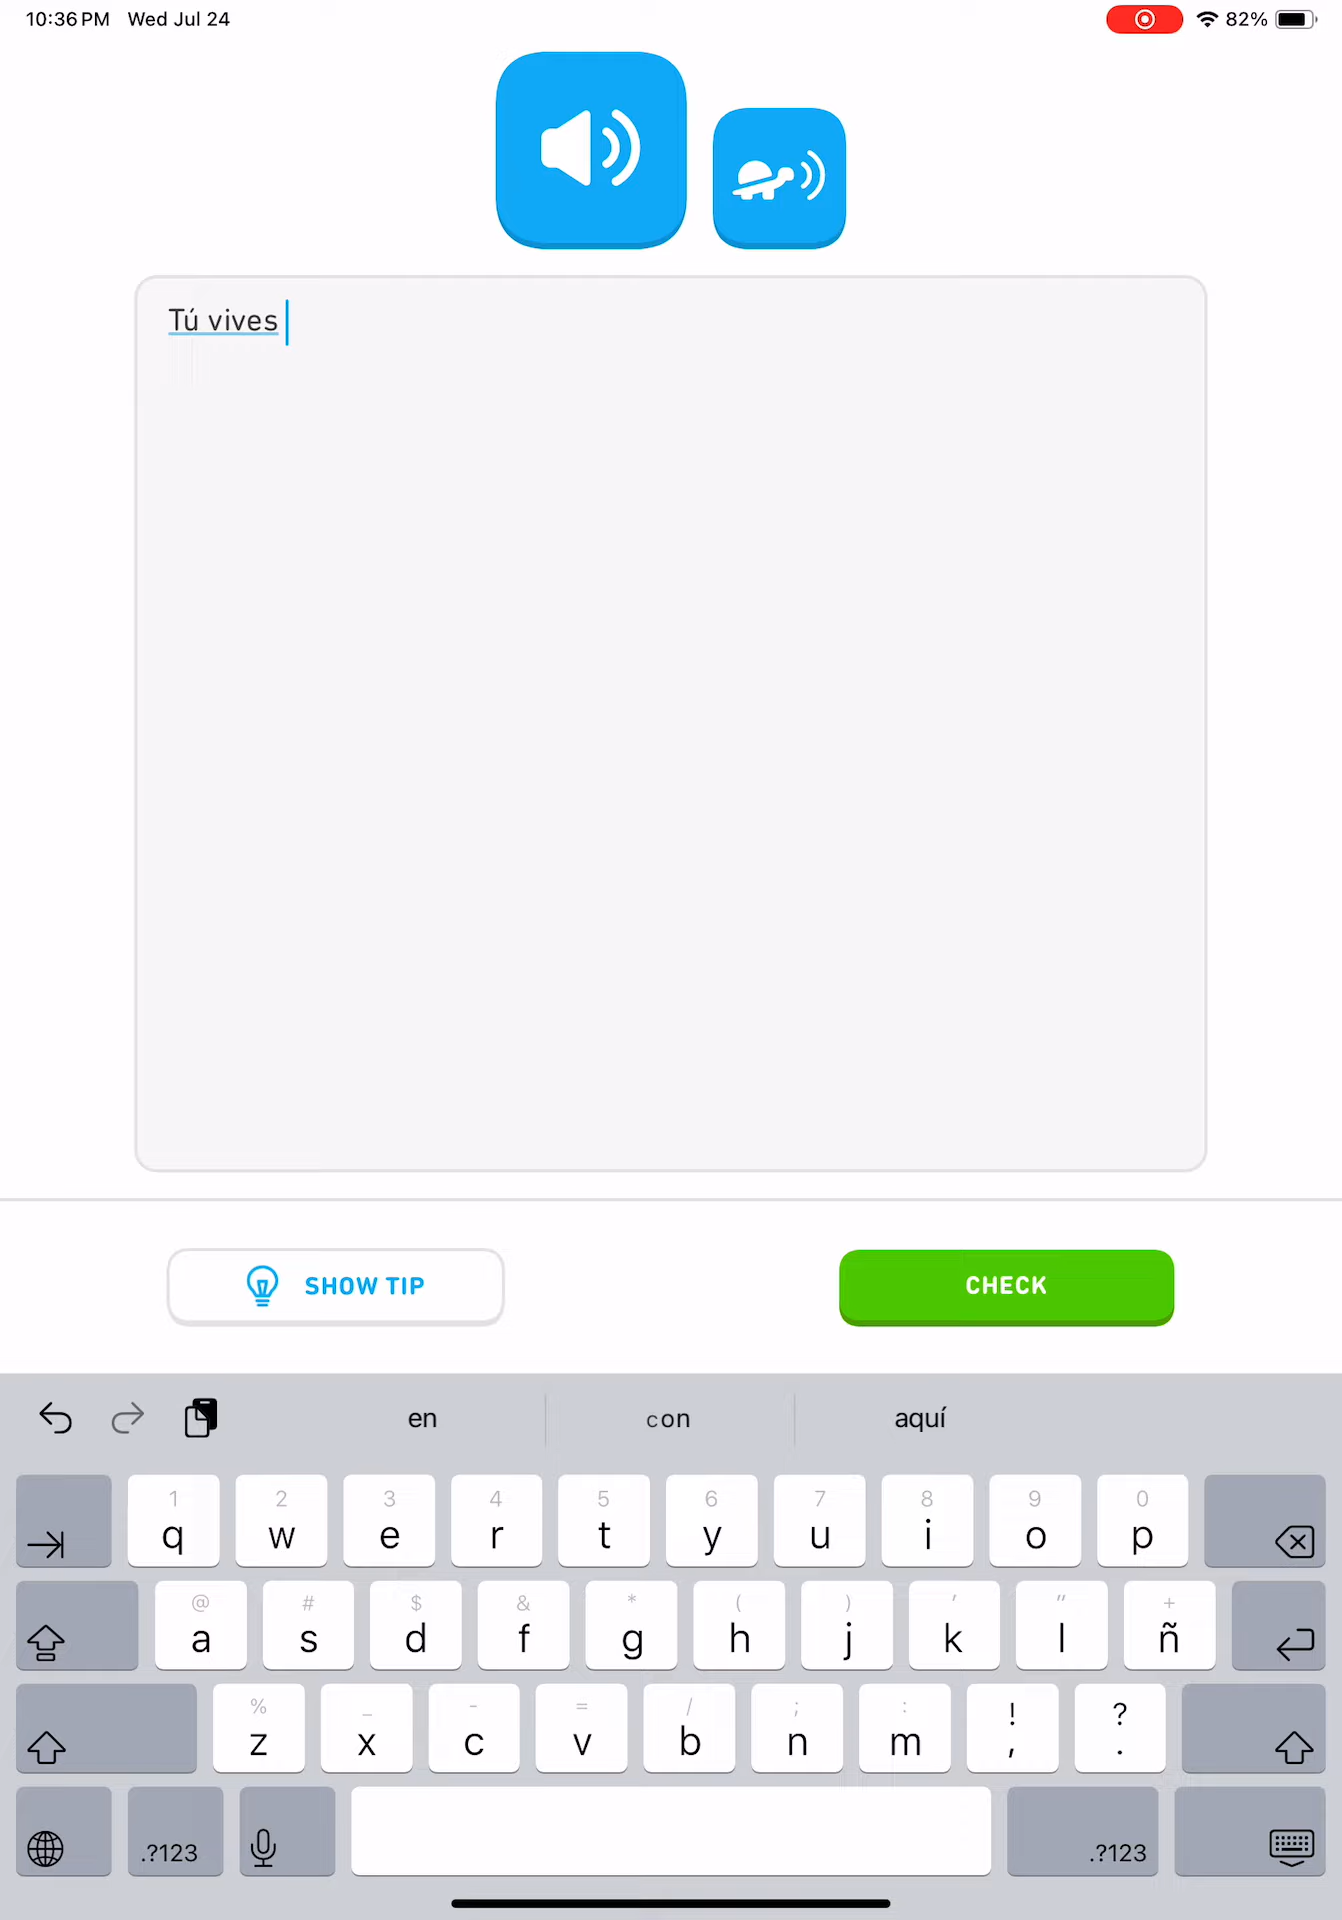 10:36 PM Wed Jul 24 82%
Tú vives
SHOW TIP CHECK
en con aquí
1 2 3 4 5 6 7 8 9 0
q w e r t y u i o p
@ # $ & * ( ) ' " +
a s d f g h j k l ñ
% _ - = / ; : ! ?
z x c v b n m , .
.?123 .?123